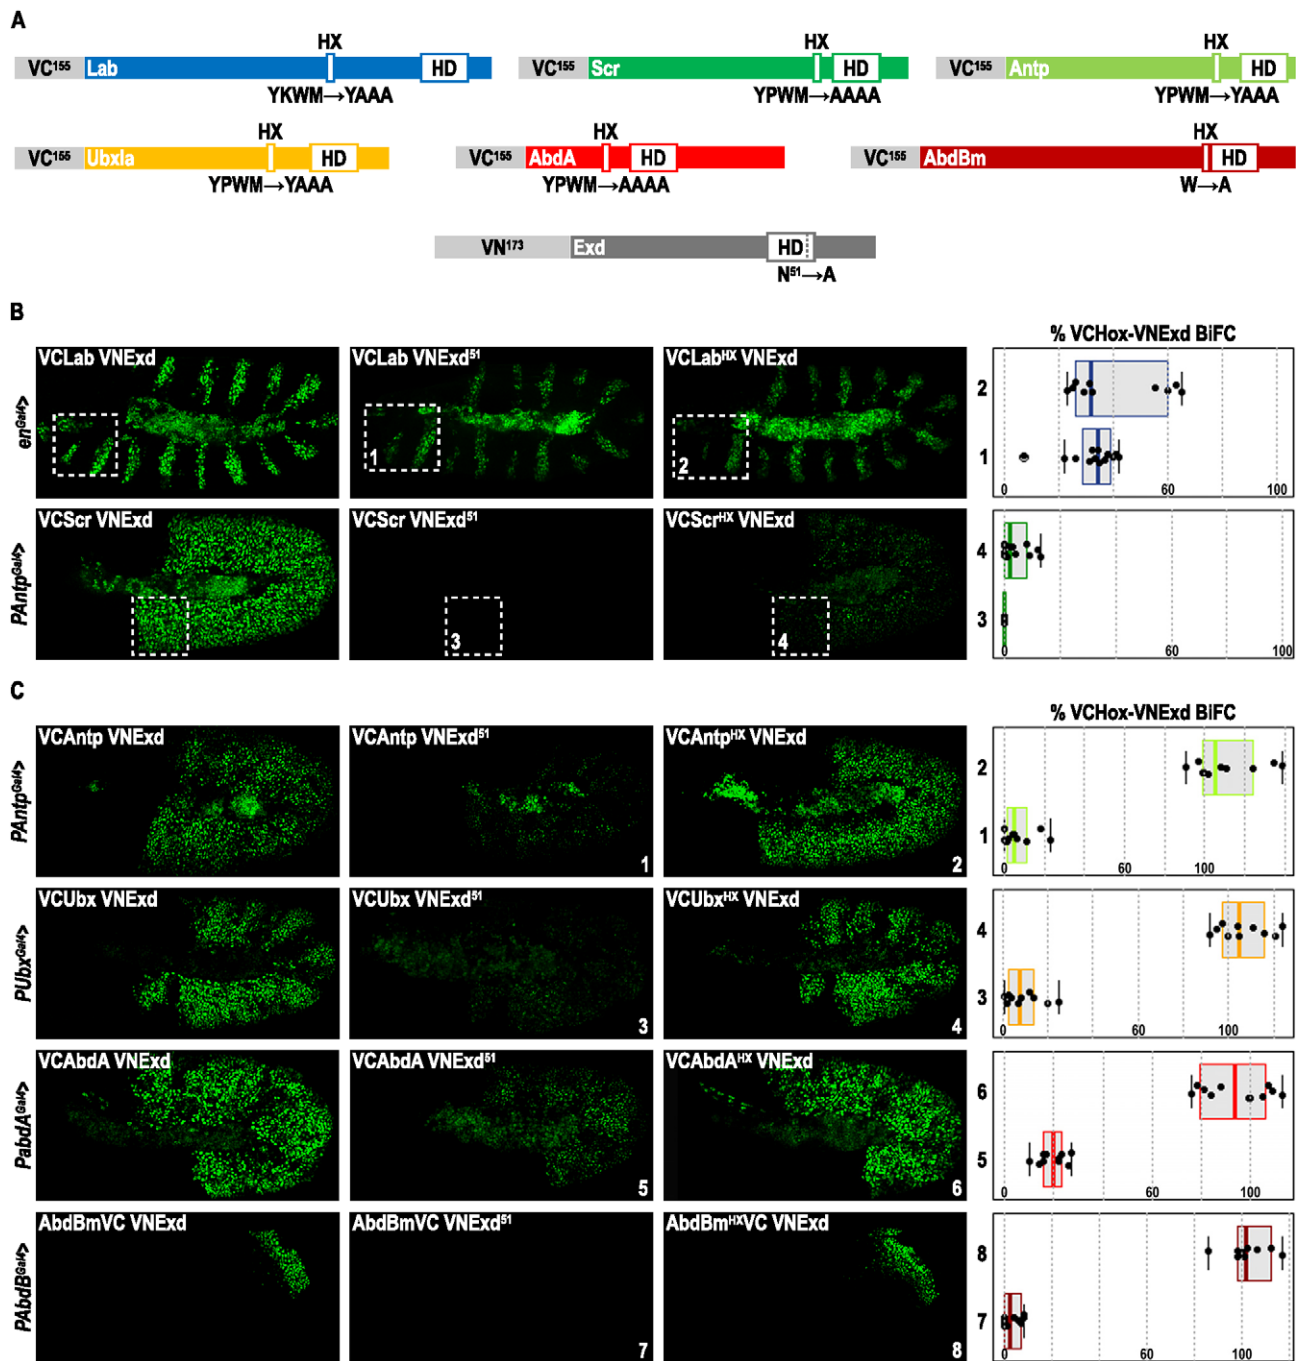 A
HX HX HX
VC¹⁵⁵ Lab HD VC¹⁵⁵ Scr HD VC¹⁵⁵ Antp HD
YKWM→YAAA YPWM→AAAA YPWM→YAAA
HX HX HX
VC¹⁵⁵ UbxIa HD VC¹⁵⁵ AbdA HD VC¹⁵⁵ AbdBm HD
YPWM→YAAA YPWM→AAAA W→A
VN¹⁷³ Exd HD
N⁵¹→A
B
% VCHox-VNExd BiFC
enGal4>
VCLab VNExd VCLab VNExd⁵¹ VCLabᴴˣ VNExd
1 2
2
1
0 60 100
PAntpGal4>
VCScr VNExd VCScr VNExd⁵¹ VCScrᴴˣ VNExd
3 4
4
3
0 60 100
C
% VCHox-VNExd BiFC
PAntpGal4>
VCAntp VNExd VCAntp VNExd⁵¹ VCAntpᴴˣ VNExd
1 2
2
1
0 60 100
PUbxGal4>
VCUbx VNExd VCUbx VNExd⁵¹ VCUbxᴴˣ VNExd
3 4
4
3
0 60 100
PabdAGal4>
VCAbdA VNExd VCAbdA VNExd⁵¹ VCAbdAᴴˣ VNExd
5 6
6
5
0 60 100
PAbdBGal4>
AbdBmVC VNExd AbdBmVC VNExd⁵¹ AbdBmᴴˣVC VNExd
7 8
8
7
0 60 100